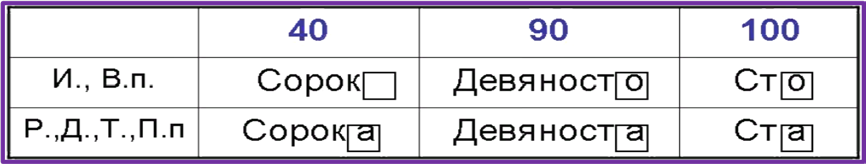 40 90 100
И., В.п. Сорок Девяносто Сто
Р.,Д.,Т.,П.п Сорока Девяноста Ста